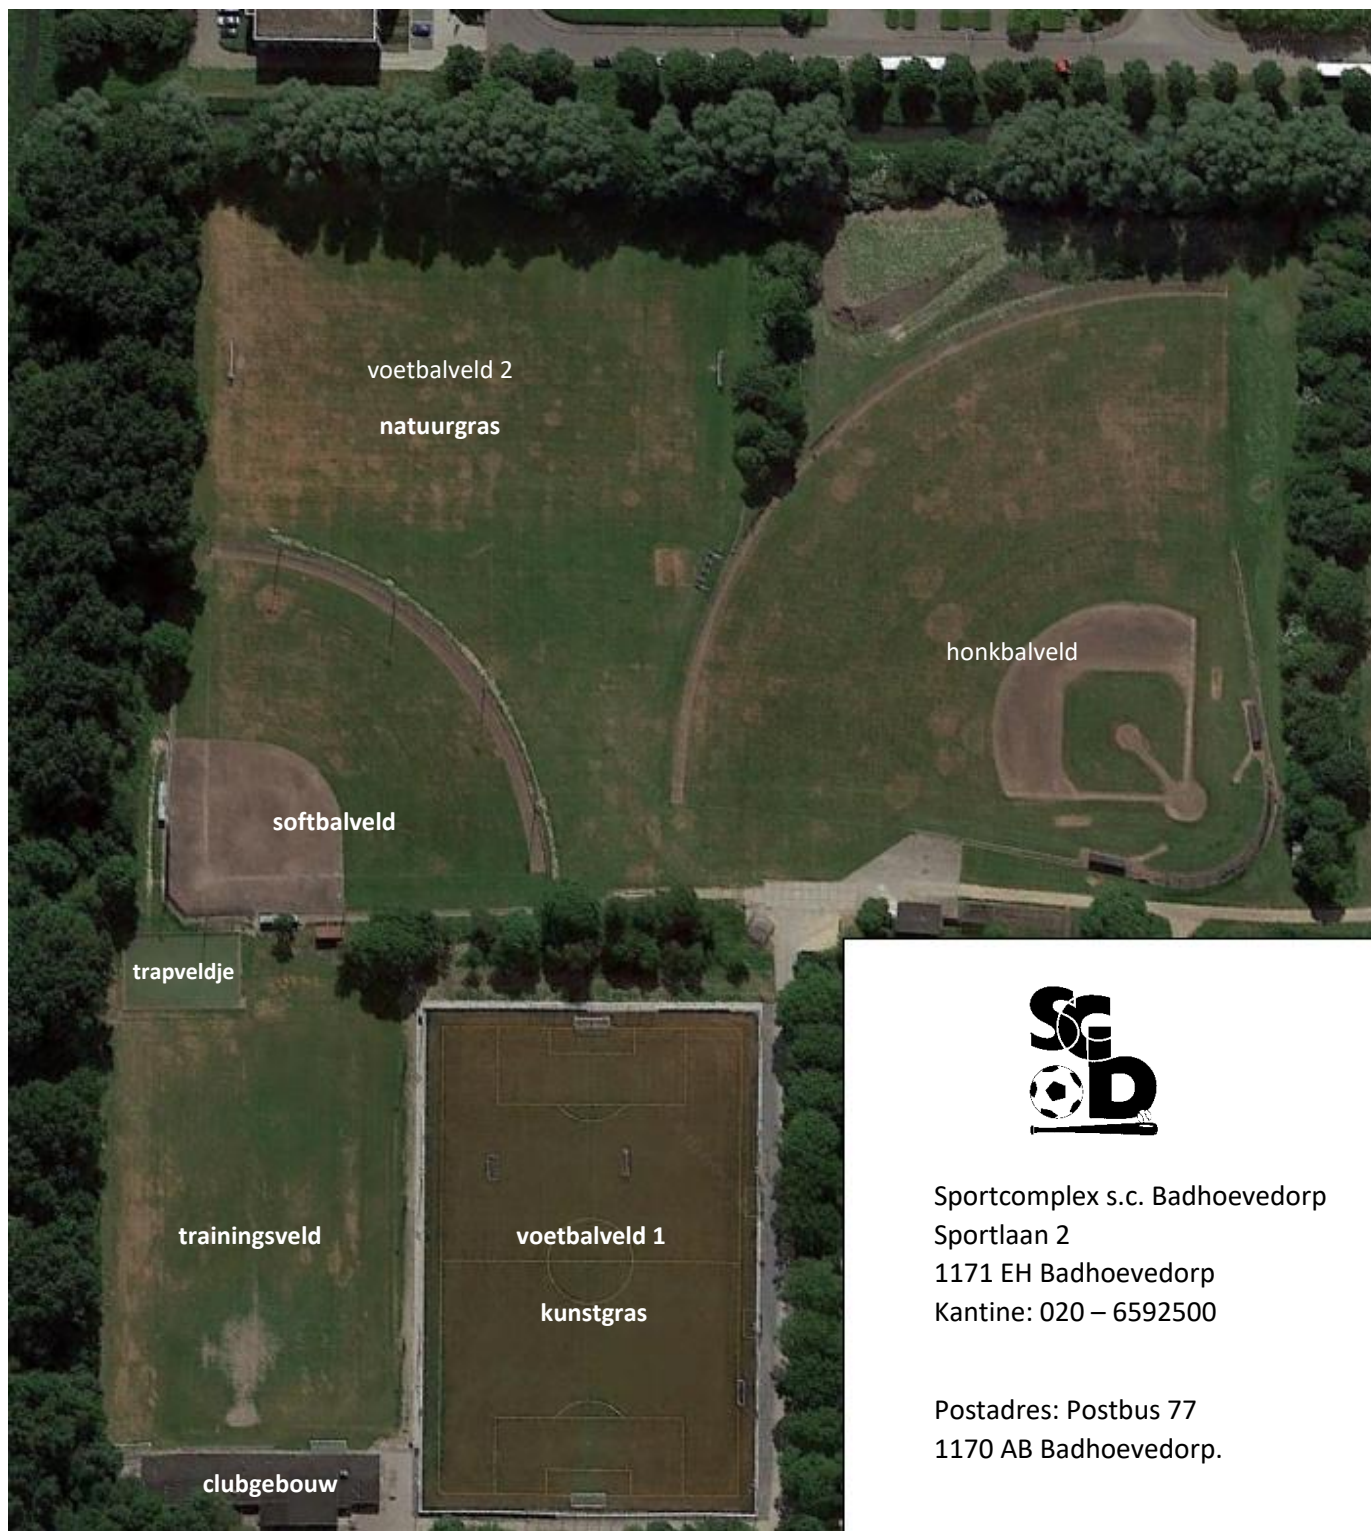 voetbalveld 2
natuurgras
honkbalveld
softbalveld
trapveldje
trainingsveld
voetbalveld 1
kunstgras
clubgebouw
SCD
Sportcomplex s.c. Badhoevedorp
Sportlaan 2
1171 EH Badhoevedorp
Kantine: 020 – 6592500
Postadres: Postbus 77
1170 AB Badhoevedorp.